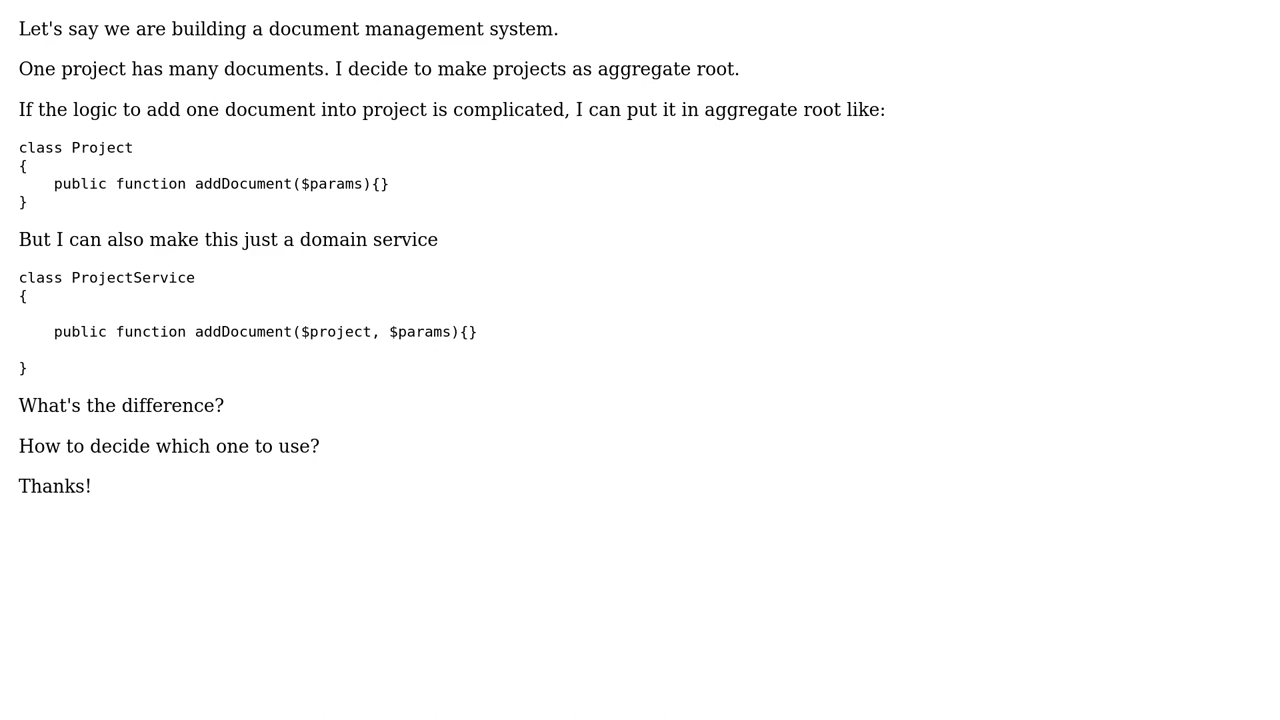 Let's say we are building a document management system.
One project has many documents. I decide to make projects as aggregate root.
If the logic to add one document into project is complicated, I can put it in aggregate root like:
class Project
{
    public function addDocument($params){}
}
But I can also make this just a domain service
class ProjectService
{
    public function addDocument($project, $params){}
}
What's the difference?
How to decide which one to use?
Thanks!